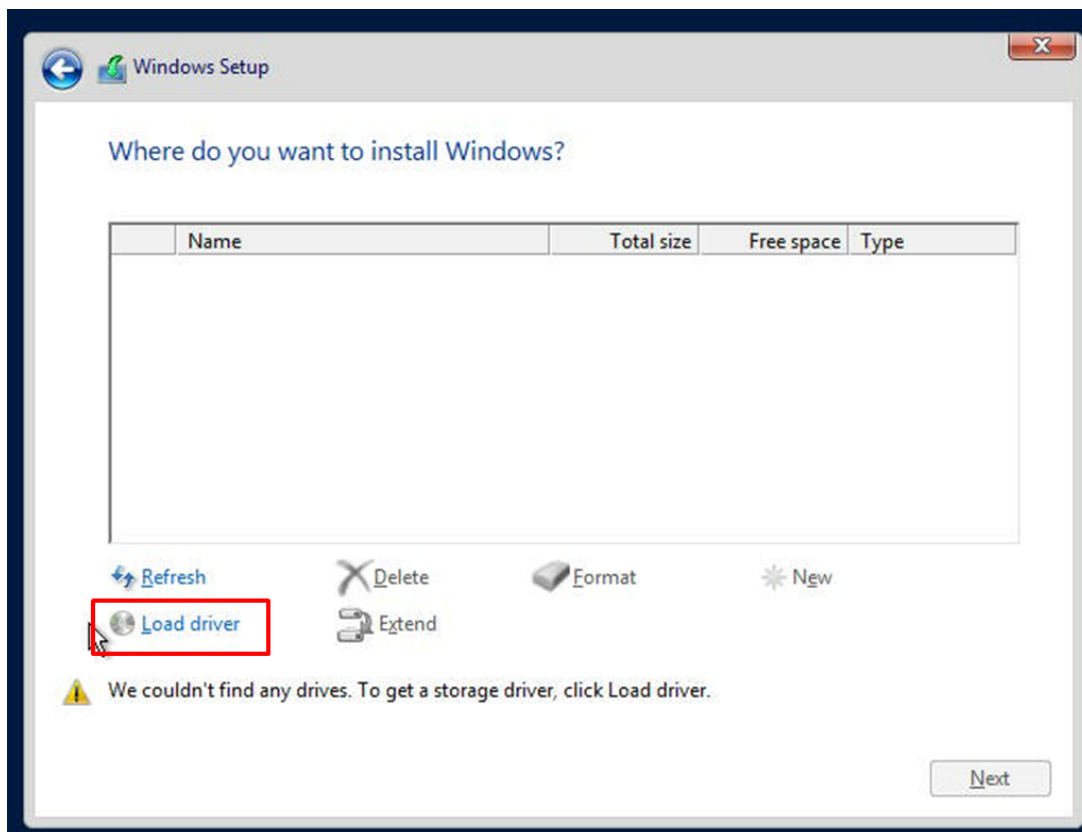 Windows Setup
Where do you want to install Windows?
Name Total size Free space Type
Refresh Delete Format New
Load driver Extend
We couldn't find any drives. To get a storage driver, click Load driver.
Next